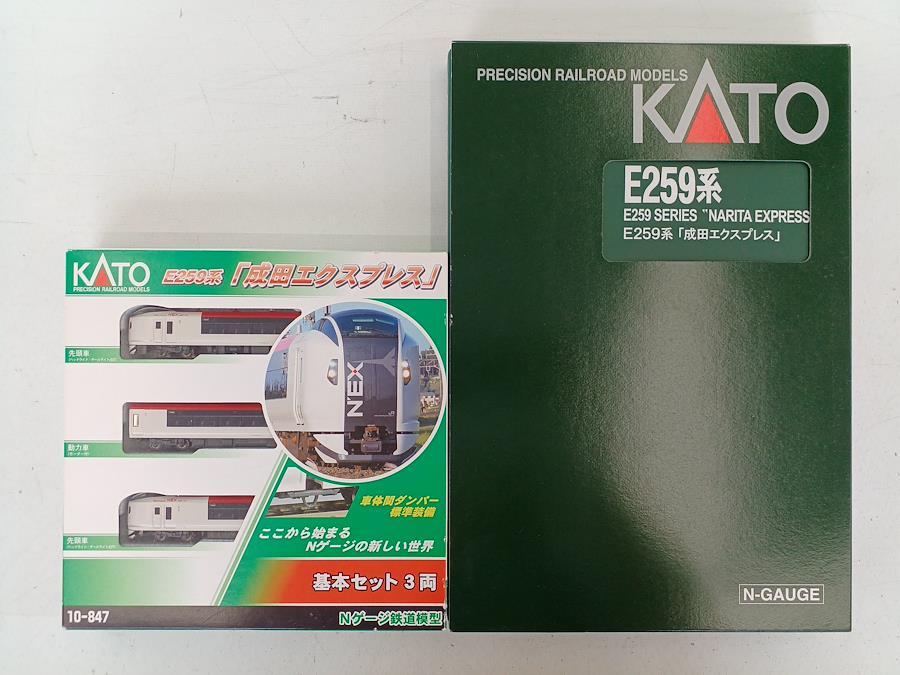 KATO
PRECISION RAILROAD MODELS
E259系 「成田エクスプレス」
先頭車
動力車
先頭車
N'EX
車体間ダンパー
標準装備
ここから始まる
Nゲージの新しい世界
基本セット3両
10-847
Nゲージ鉄道模型
PRECISION RAILROAD MODELS
KATO
E259系
E259 SERIES "NARITA EXPRESS
E259系「成田エクスプレス」
N-GAUGE